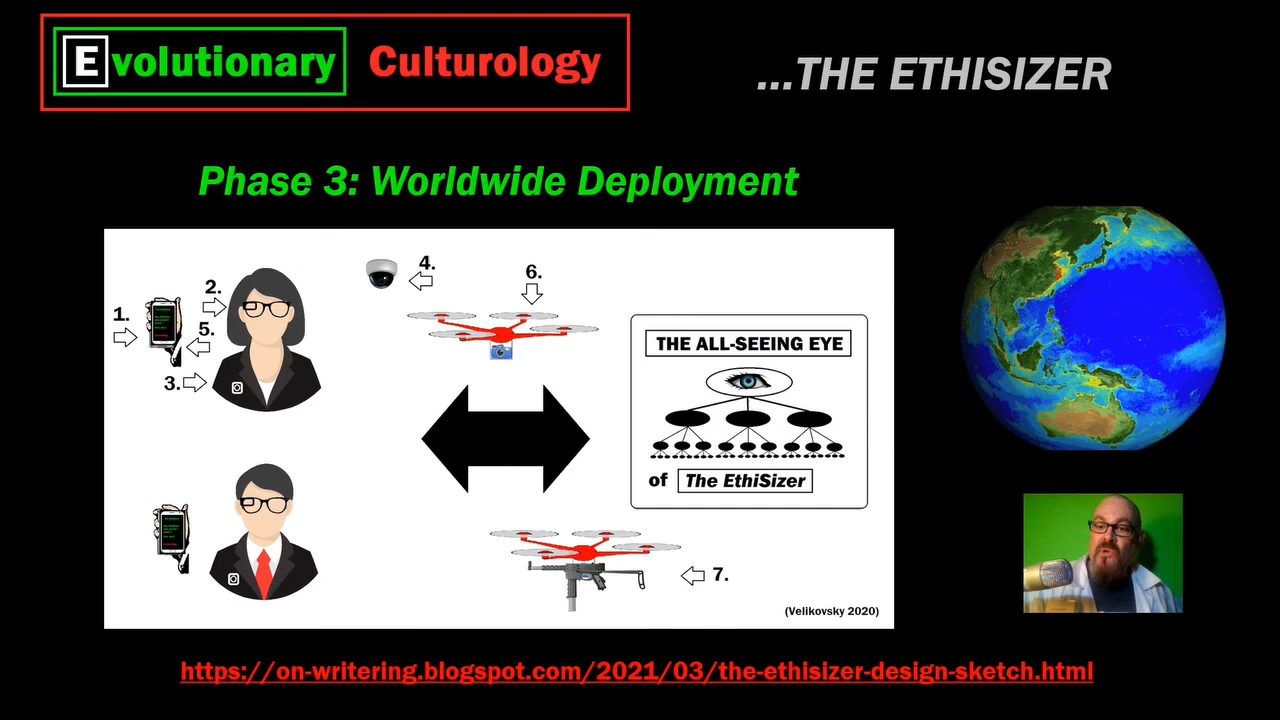 Evolutionary Culturology
...THE ETHISIZER
Phase 3: Worldwide Deployment
1.
2.
5.
3.
4.
6.
THE ALL-SEEING EYE
of The EthiSizer
7.
(Velikovsky 2020)
https://on-writering.blogspot.com/2021/03/the-ethisizer-design-sketch.html